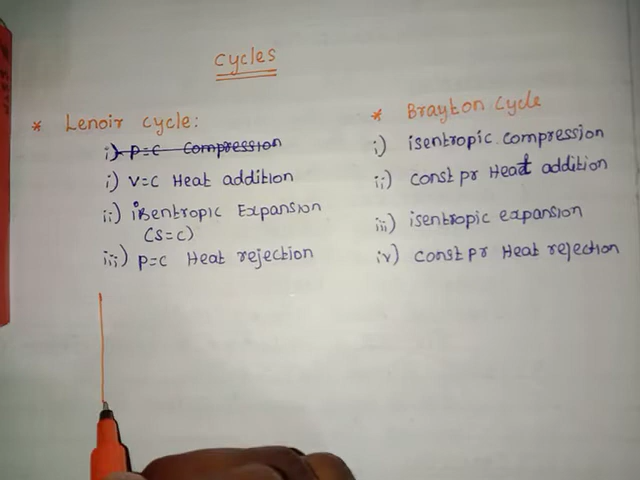 Cycles
* Lenoir cycle:
i) p=c Compression
i) v=c Heat addition
ii) isentropic Expansion
(s=c)
iii) p=c Heat rejection
* Brayton Cycle
i) isentropic compression
ii) const pr Heat addition
iii) isentropic expansion
iv) const pr Heat rejection